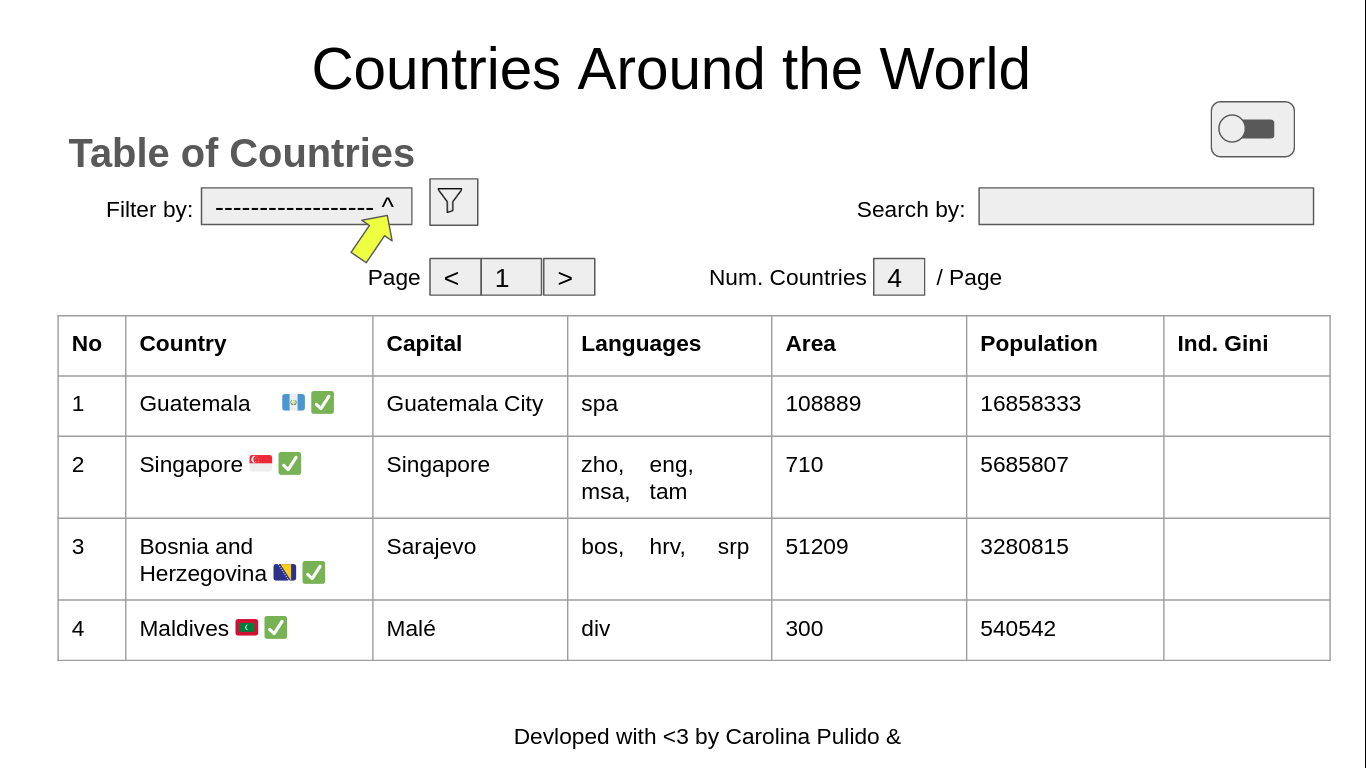 Countries Around the World
Table of Countries
Filter by: ------------------ ^
Search by:
Page < 1 > Num. Countries 4 / Page
No Country Capital Languages Area Population Ind. Gini
1 Guatemala 🇬🇹 ✅ Guatemala City spa 108889 16858333
2 Singapore 🇸🇬 ✅ Singapore zho, eng, 710 5685807
msa, tam
3 Bosnia and Sarajevo bos, hrv, srp 51209 3280815
Herzegovina 🇧🇦 ✅
4 Maldives 🇲🇻 ✅ Malé div 300 540542
Devloped with <3 by Carolina Pulido &